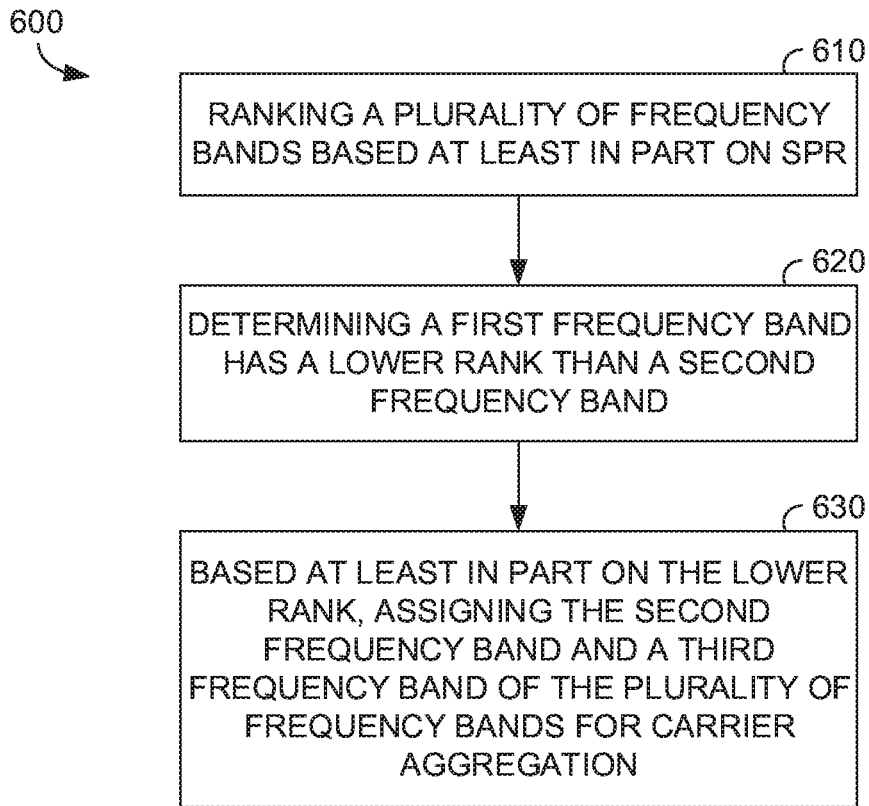 600
610
RANKING A PLURALITY OF FREQUENCY
BANDS BASED AT LEAST IN PART ON SPR
620
DETERMINING A FIRST FREQUENCY BAND
HAS A LOWER RANK THAN A SECOND
FREQUENCY BAND
630
BASED AT LEAST IN PART ON THE LOWER
RANK, ASSIGNING THE SECOND
FREQUENCY BAND AND A THIRD
FREQUENCY BAND OF THE PLURALITY OF
FREQUENCY BANDS FOR CARRIER
AGGREGATION